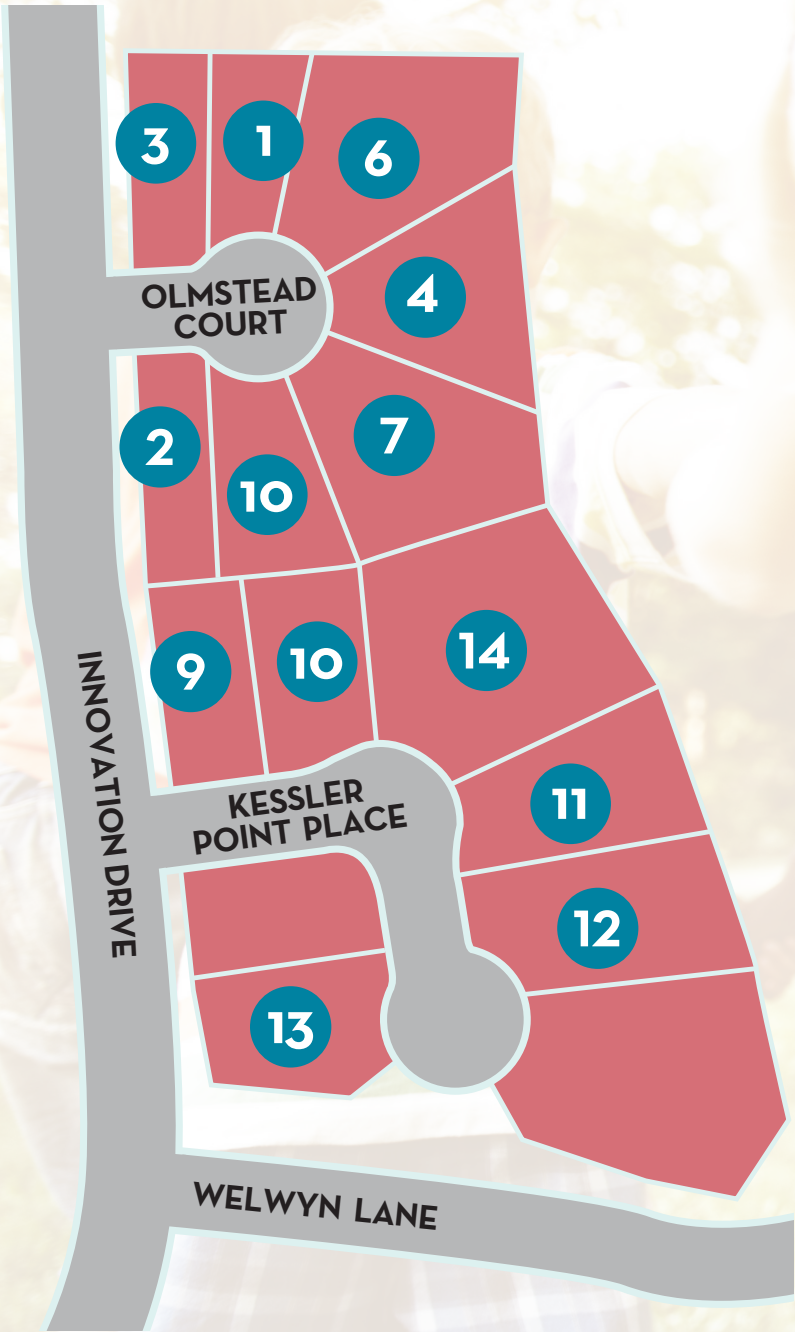 3
1
6
OLMSTEAD
COURT
4
2
10
7
9
10
14
INNOVATION DRIVE
KESSLER
POINT PLACE
11
12
13
WELWYN LANE